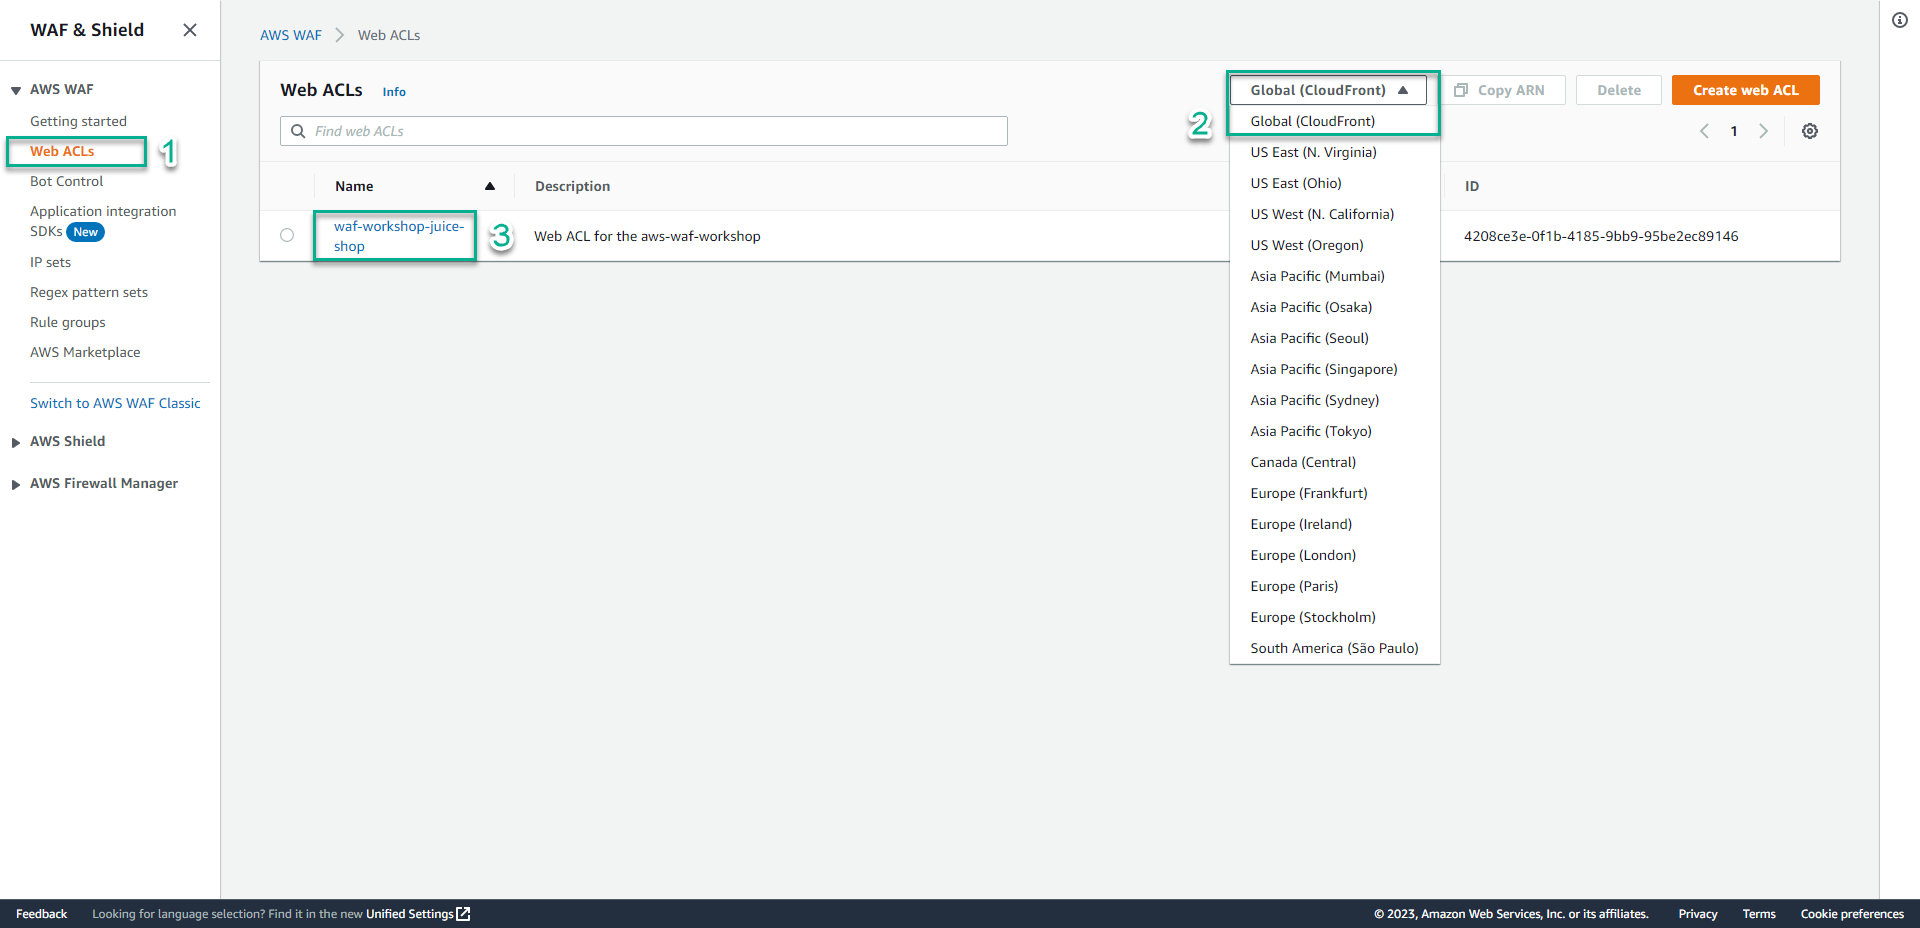 WAF & Shield
AWS WAF
Getting started
Web ACLs
1
Bot Control
Application integration
SDKs New
IP sets
Regex pattern sets
Rule groups
AWS Marketplace
Switch to AWS WAF Classic
AWS Shield
AWS Firewall Manager
AWS WAF > Web ACLs
Web ACLs Info
Global (CloudFront)
Copy ARN
Delete
Create web ACL
Find web ACLs
2
1
Name
Description
ID
waf-workshop-juice-
shop
3
Web ACL for the aws-waf-workshop
4208ce3e-0f1b-4185-9bb9-95be2ec89146
Global (CloudFront)
US East (N. Virginia)
US East (Ohio)
US West (N. California)
US West (Oregon)
Asia Pacific (Mumbai)
Asia Pacific (Osaka)
Asia Pacific (Seoul)
Asia Pacific (Singapore)
Asia Pacific (Sydney)
Asia Pacific (Tokyo)
Canada (Central)
Europe (Frankfurt)
Europe (Ireland)
Europe (London)
Europe (Paris)
Europe (Stockholm)
South America (São Paulo)
Feedback
Looking for language selection? Find it in the new Unified Settings
© 2023, Amazon Web Services, Inc. or its affiliates.
Privacy
Terms
Cookie preferences